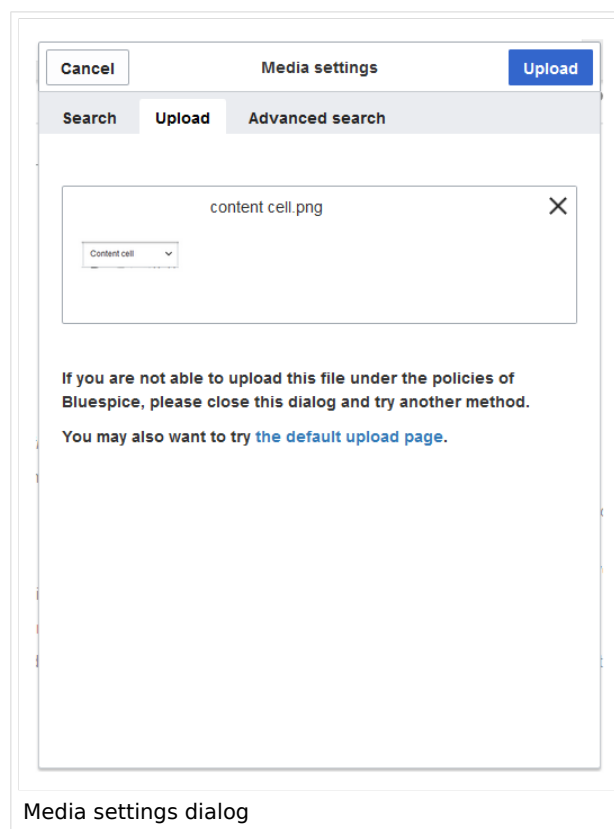 Cancel Media settings Upload
Search Upload Advanced search
content cell.png
Content cell
If you are not able to upload this file under the policies of
Bluespice, please close this dialog and try another method.
You may also want to try the default upload page.
Media settings dialog